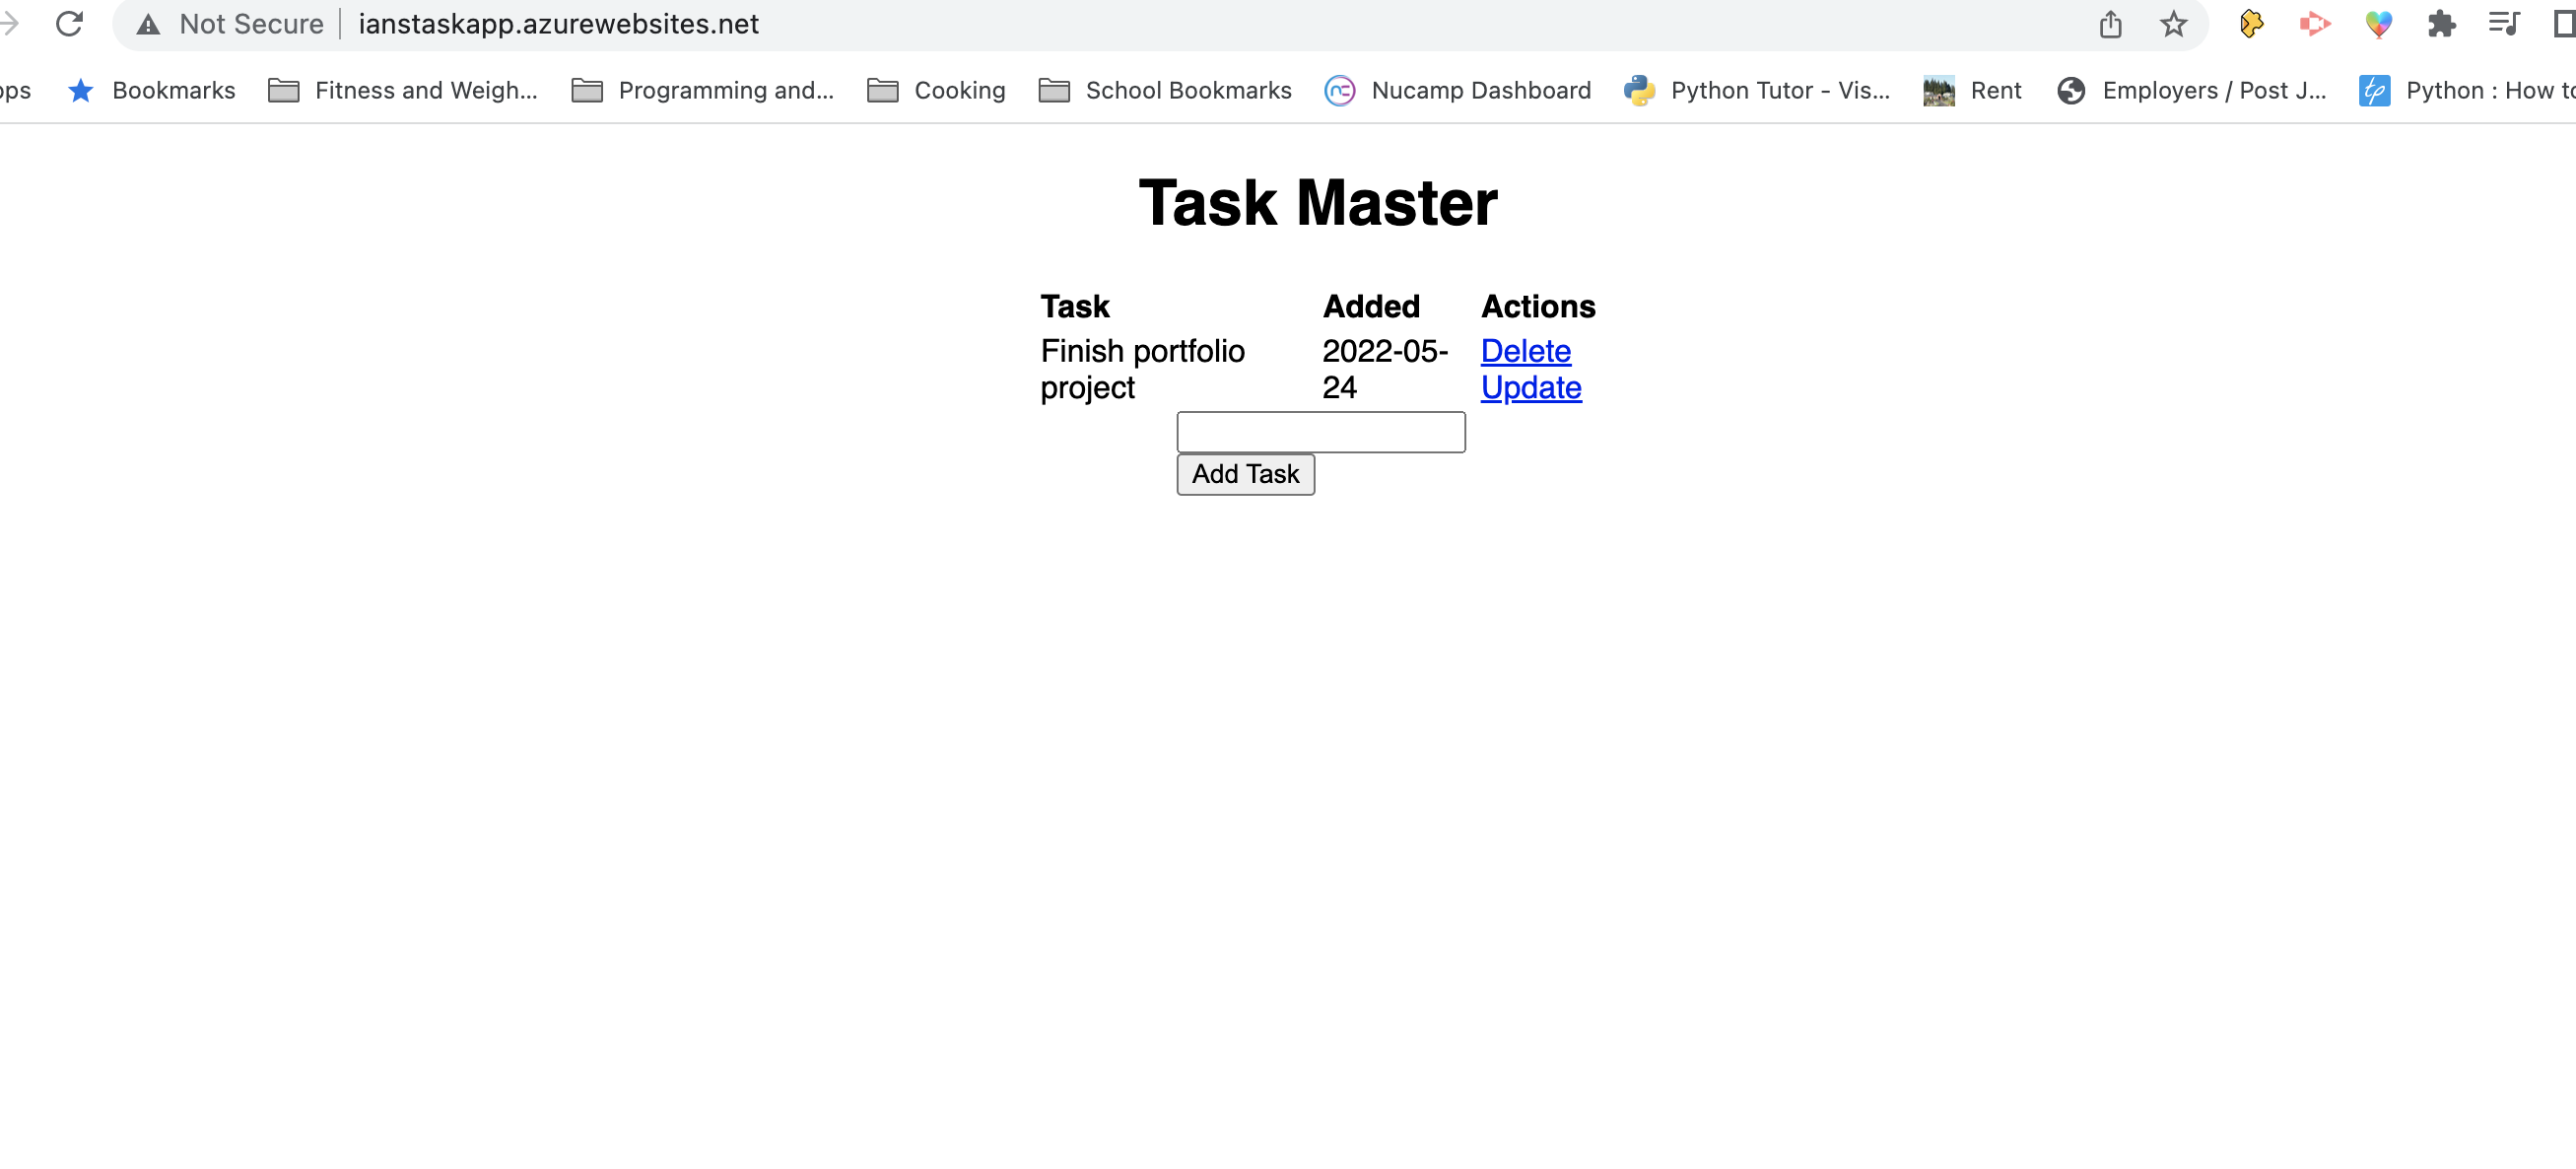 Not Secure ianstaskapp.azurewebsites.net
Bookmarks Fitness and Weigh... Programming and... Cooking School Bookmarks Nucamp Dashboard Python Tutor - Vis... Rent Employers / Post J... Python : How
Task Master
Task Added Actions
Finish portfolio 2022-05- Delete
project 24 Update
Add Task